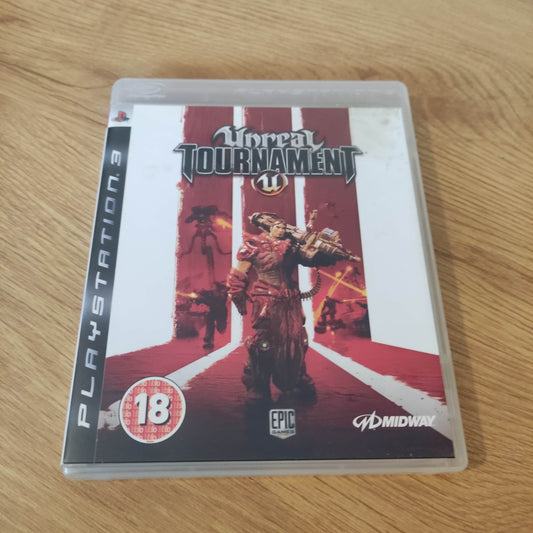 PLAYSTATION 3
Unreal
TOURNAMENT
18
EPIC
GAMES
MIDWAY